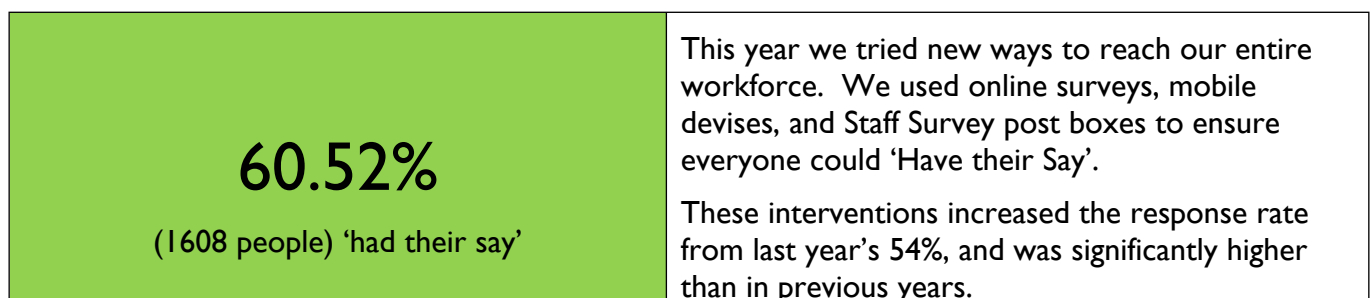 60.52%
(1608 people) ‘had their say’
This year we tried new ways to reach our entire
workforce.  We used online surveys, mobile
devises, and Staff Survey post boxes to ensure
everyone could ‘Have their Say’.
These interventions increased the response rate
from last year’s 54%, and was significantly higher
than in previous years.